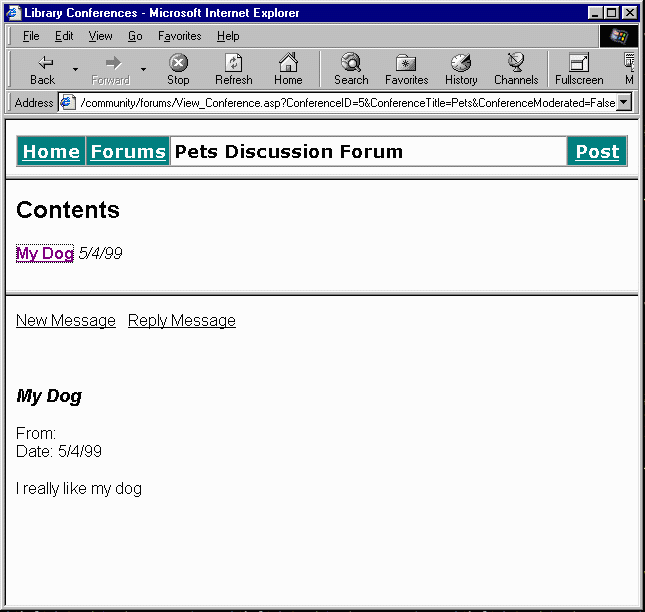 Library Conferences - Microsoft Internet Explorer
File Edit View Go Favorites Help
Back Forward Stop Refresh Home Search Favorites History Channels Fullscreen M
Address /community/forums/View_Conference.asp?ConferenceID=5&ConferenceTitle=Pets&ConferenceModerated=False
Home Forums Pets Discussion Forum Post
Contents
My Dog 5/4/99
New Message Reply Message
My Dog
From:
Date: 5/4/99
I really like my dog